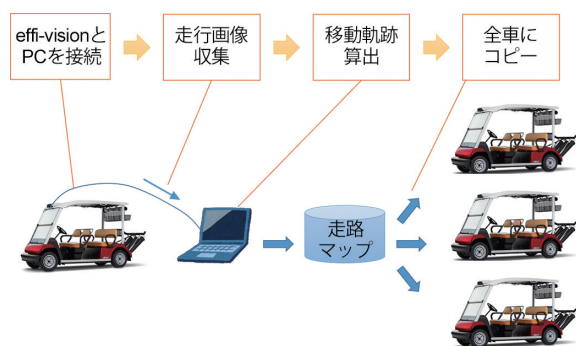 effi-visionと
PCを接続
走行画像
収集
移動軌跡
算出
全車に
コピー
走路
マップ